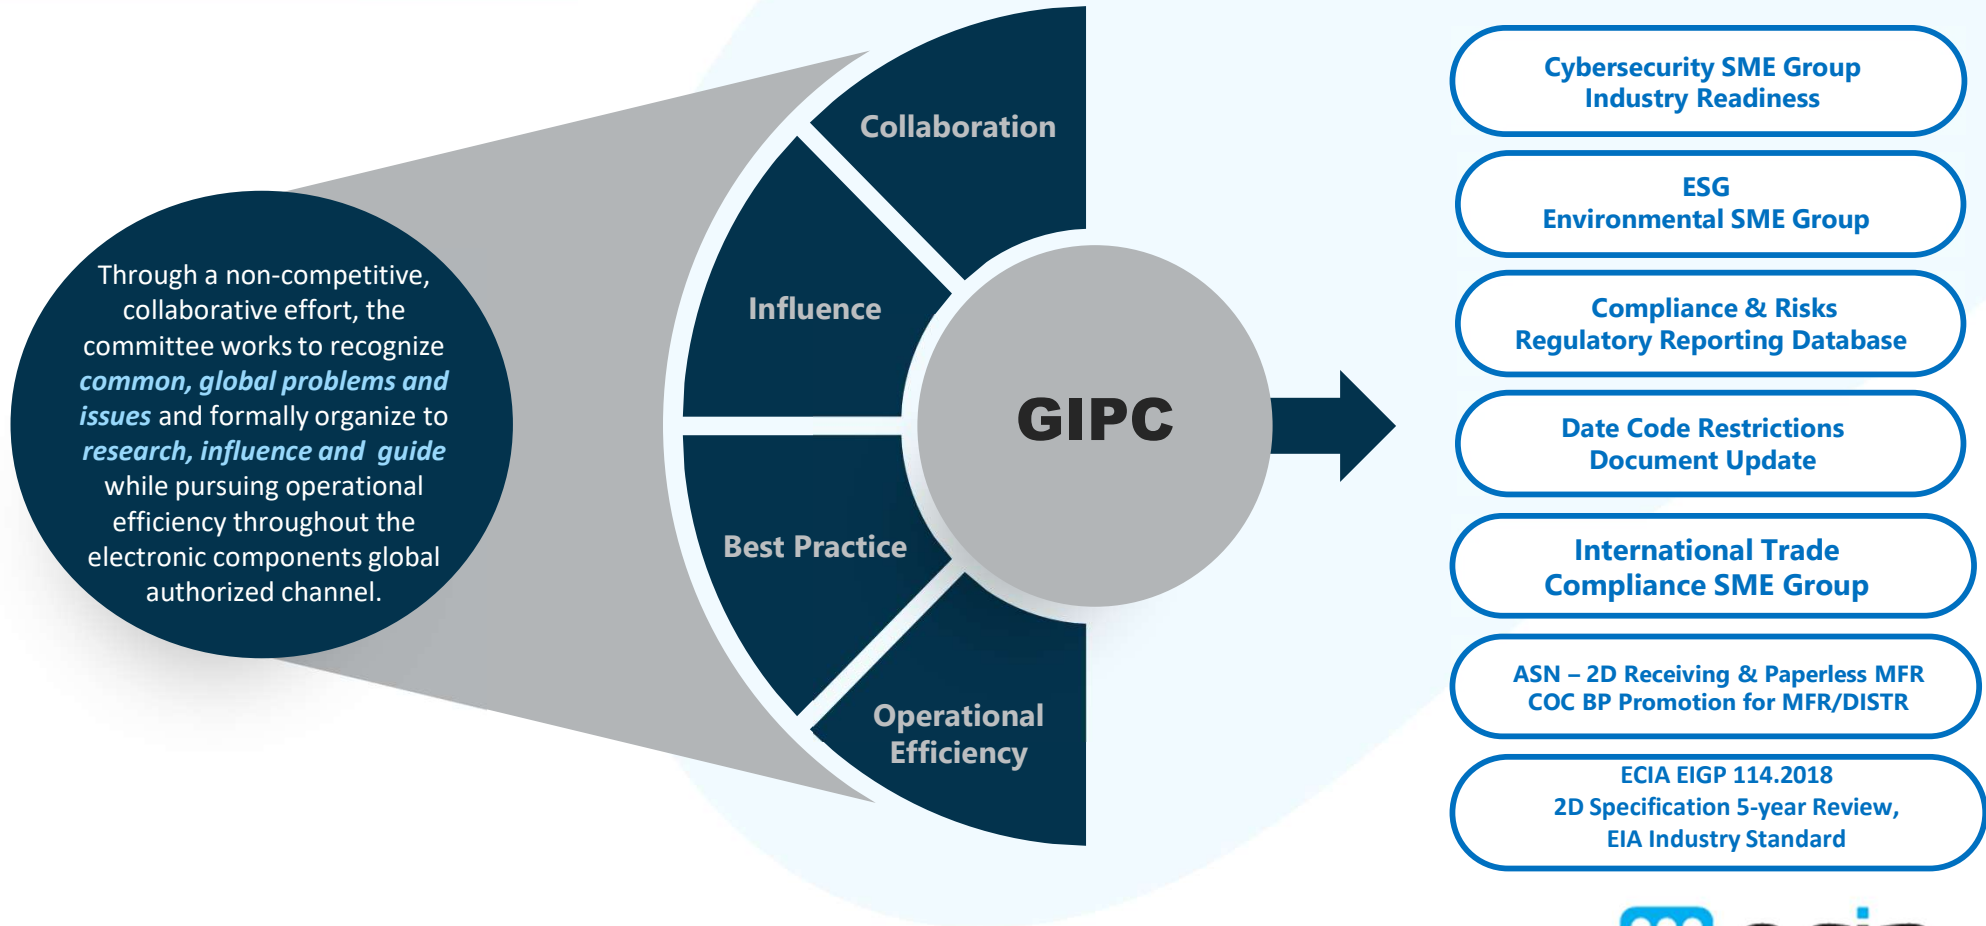 Through a non-competitive,
collaborative effort, the
committee works to recognize
common, global problems and
issues and formally organize to
research, influence and guide
while pursuing operational
efficiency throughout the
electronic components global
authorized channel.
Collaboration
Influence
Best Practice
Operational
Efficiency
GIPC
Cybersecurity SME Group
Industry Readiness
ESG
Environmental SME Group
Compliance & Risks
Regulatory Reporting Database
Date Code Restrictions
Document Update
International Trade
Compliance SME Group
ASN – 2D Receiving & Paperless MFR
COC BP Promotion for MFR/DISTR
ECIA EIGP 114.2018
2D Specification 5-year Review,
EIA Industry Standard